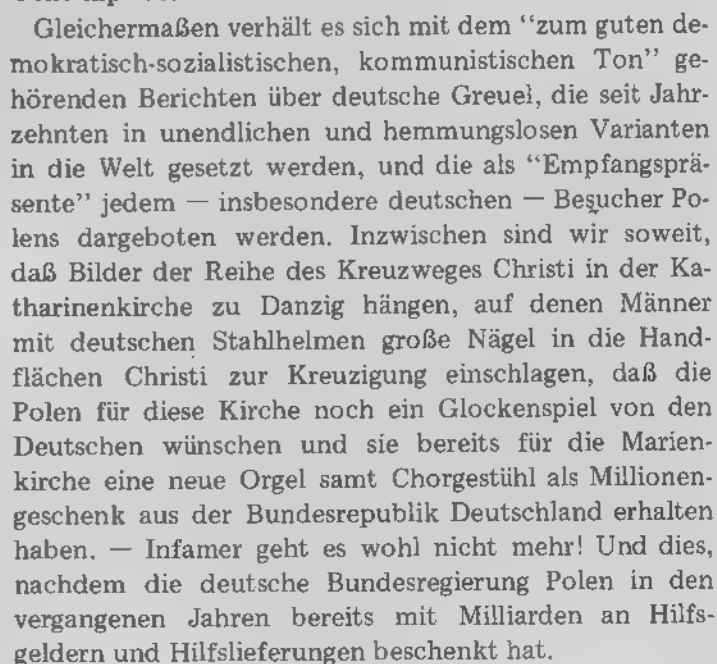 Gleichermaßen verhält es sich mit dem “zum guten de-
mokratisch-sozialistischen, kommunistischen Ton” ge-
hörenden Berichten über deutsche Greuel, die seit Jahr-
zehnten in unendlichen und hemmungslosen Varianten
in die Welt gesetzt werden, und die als “Empfangsprä-
sente” jedem — insbesondere deutschen — Besucher Po-
lens dargeboten werden. Inzwischen sind wir soweit,
daß Bilder der Reihe des Kreuzweges Christi in der Ka-
tharinenkirche zu Danzig hängen, auf denen Männer
mit deutschen Stahlhelmen große Nägel in die Hand-
flächen Christi zur Kreuzigung einschlagen, daß die
Polen für diese Kirche noch ein Glockenspiel von den
Deutschen wünschen und sie bereits für die Marien-
kirche eine neue Orgel samt Chorgestühl als Millionen-
geschenk aus der Bundesrepublik Deutschland erhalten
haben. — Infamer geht es wohl nicht mehr! Und dies,
nachdem die deutsche Bundesregierung Polen in den
vergangenen Jahren bereits mit Milliarden an Hilfs-
geldern und Hilfslieferungen beschenkt hat.